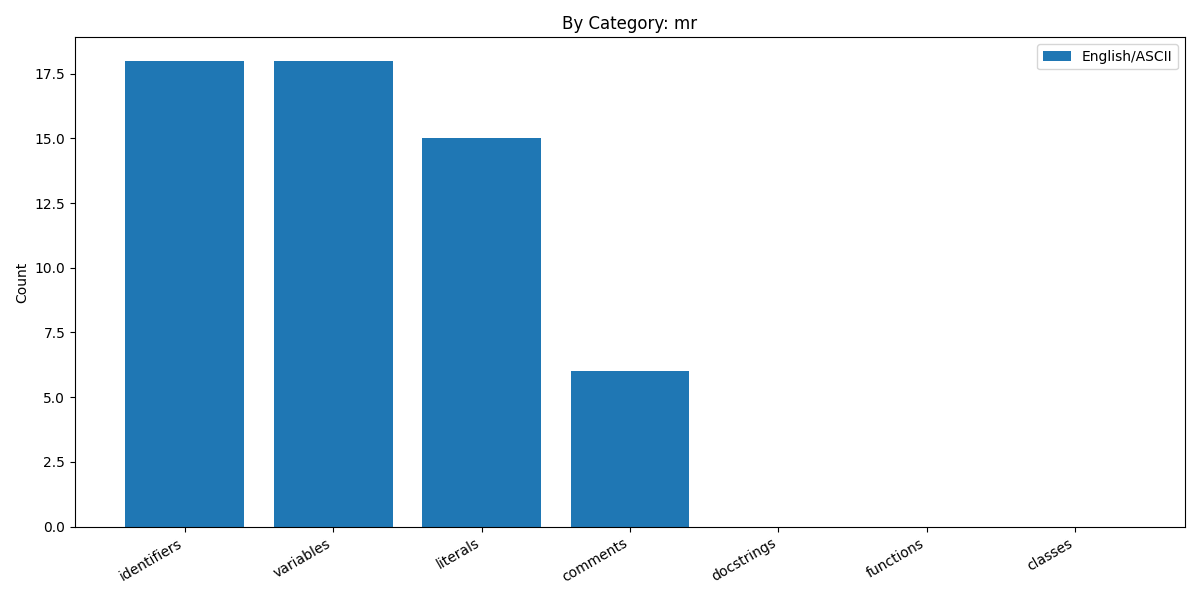 By Category: mr
English/ASCII
Count
17.5
15.0
12.5
10.0
7.5
5.0
2.5
0.0
identifiers
variables
literals
comments
docstrings
functions
classes